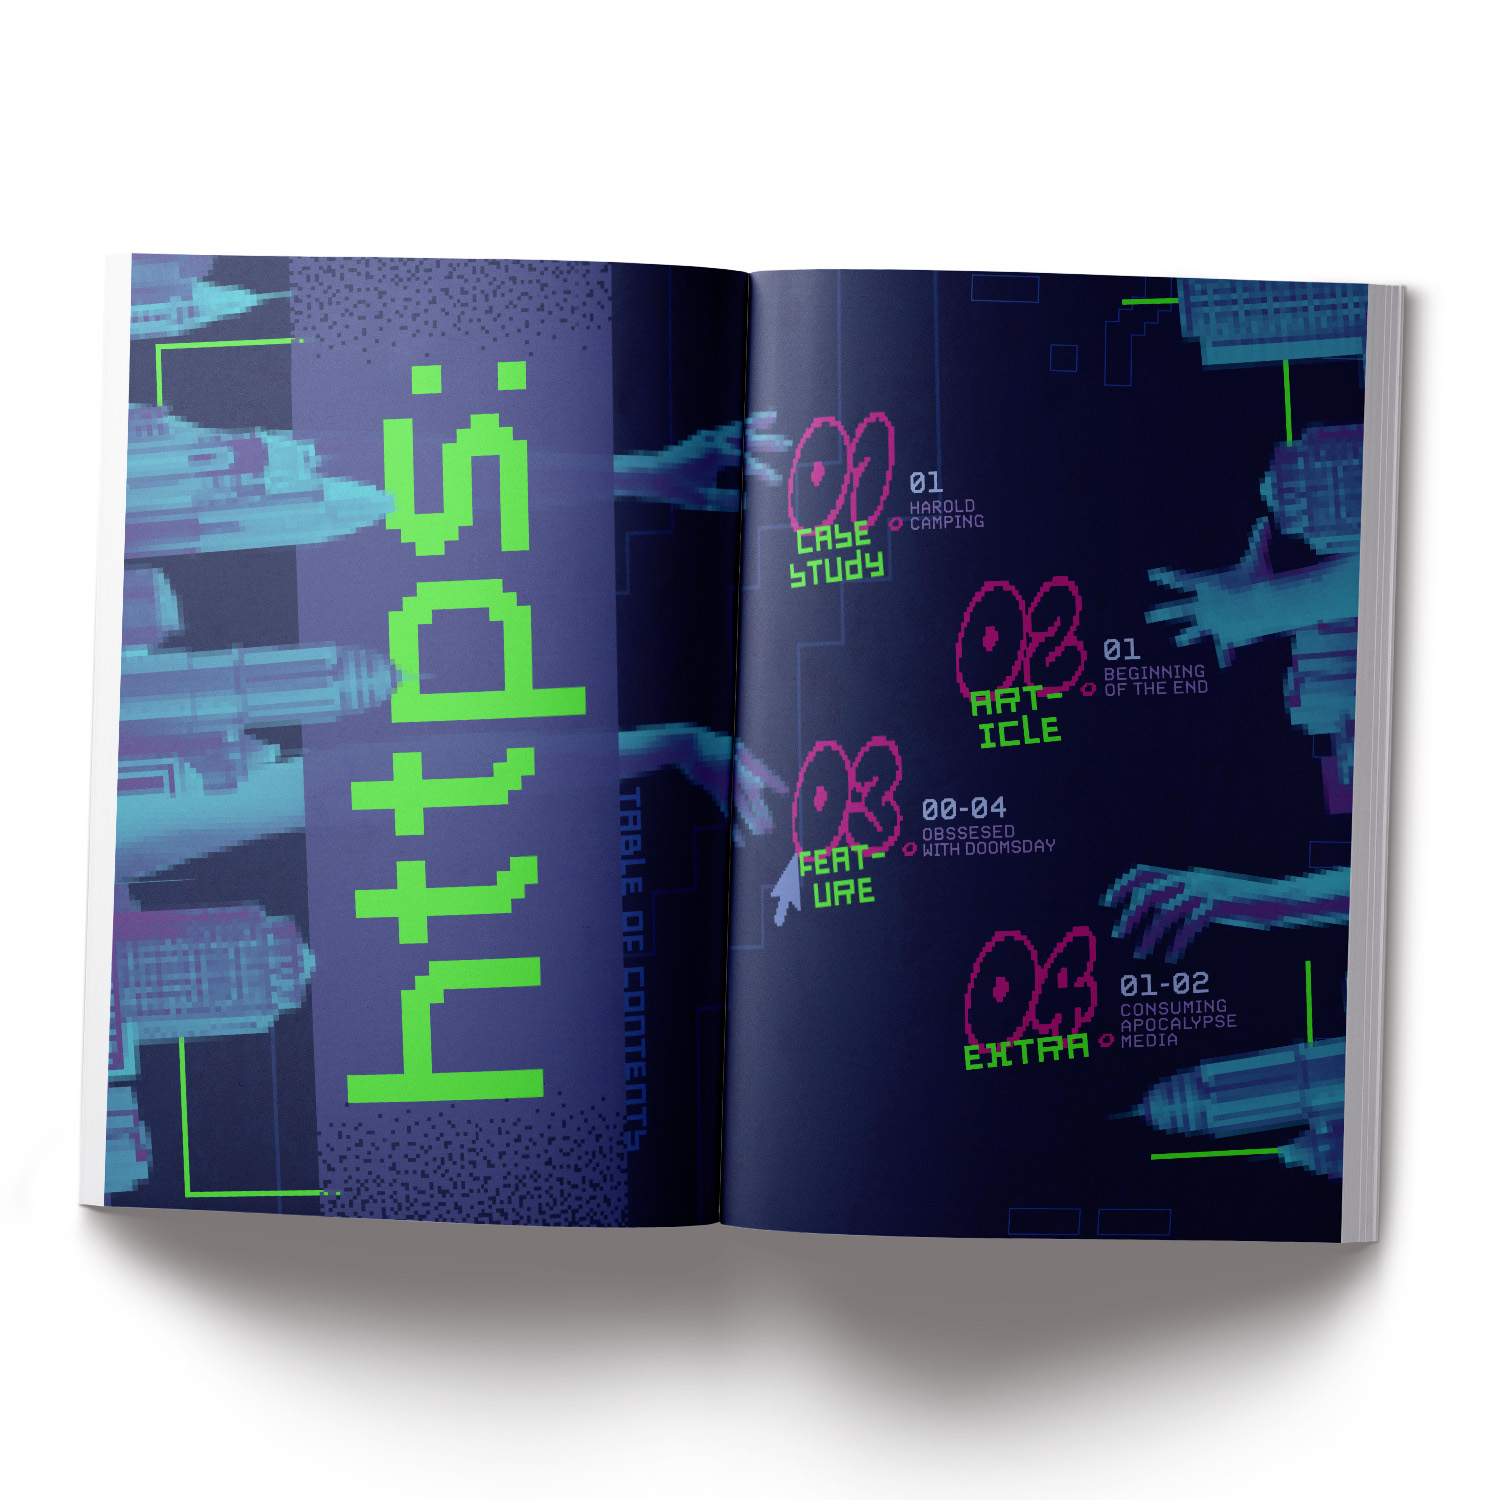 https:
TABLE OF CONTENTS
01
CASE
STUDY
01
HAROLD
CAMPING
02
ART-
ICLE
01
BEGINNING
OF THE END
03
FEAT-
URE
00-04
OBSSESED
WITH DOOMSDAY
04
EXTRA
01-02
CONSUMING
APOCALYPSE
MEDIA